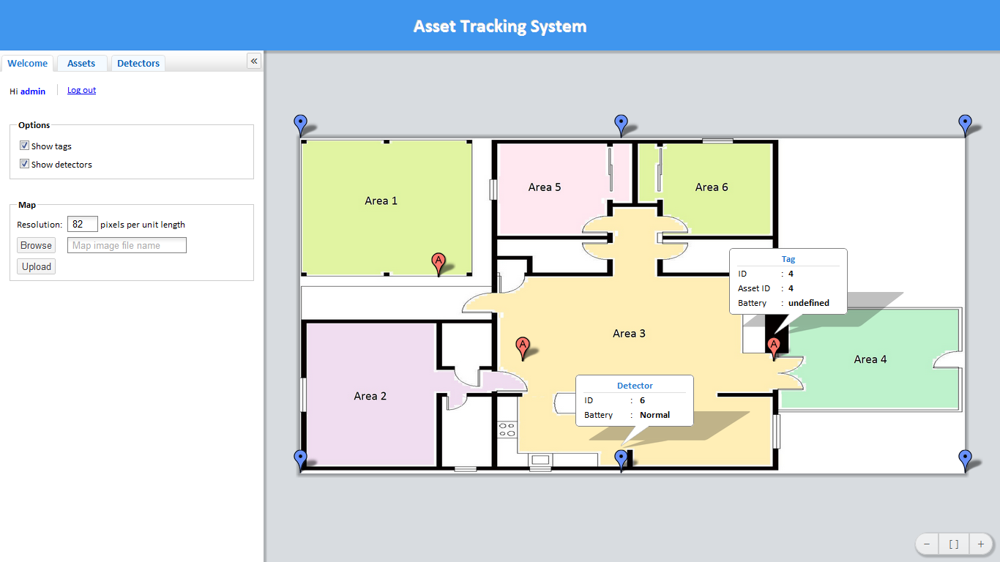 Asset Tracking System
Welcome Assets Detectors «
Hi admin Log out
Options
Show tags
Show detectors
Map
Resolution: 82 pixels per unit length
Browse Map image file name
Upload
Area 5 Area 6
Area 1
A
Tag
ID : 4
Asset ID : 4
Battery : undefined
Area 3
A A
Area 4
Area 2
Detector
ID : 6
Battery : Normal
− [ ] +